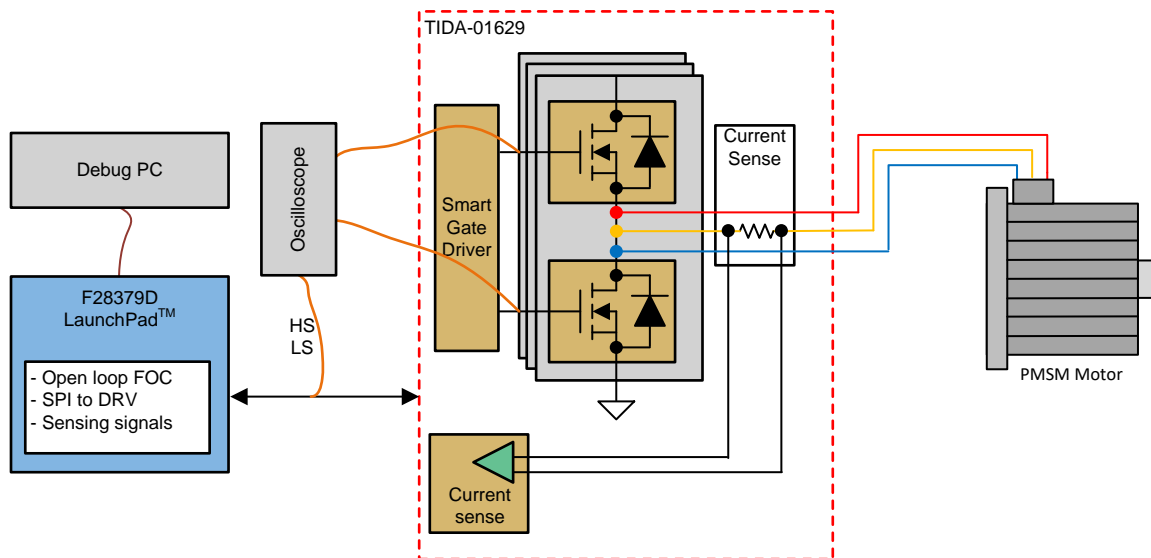 TIDA-01629
Debug PC
Oscilloscope
Smart
Gate
Driver
Current
Sense
F28379D
LaunchPad™
- Open loop FOC
- SPI to DRV
- Sensing signals
HS
LS
Current
sense
PMSM Motor